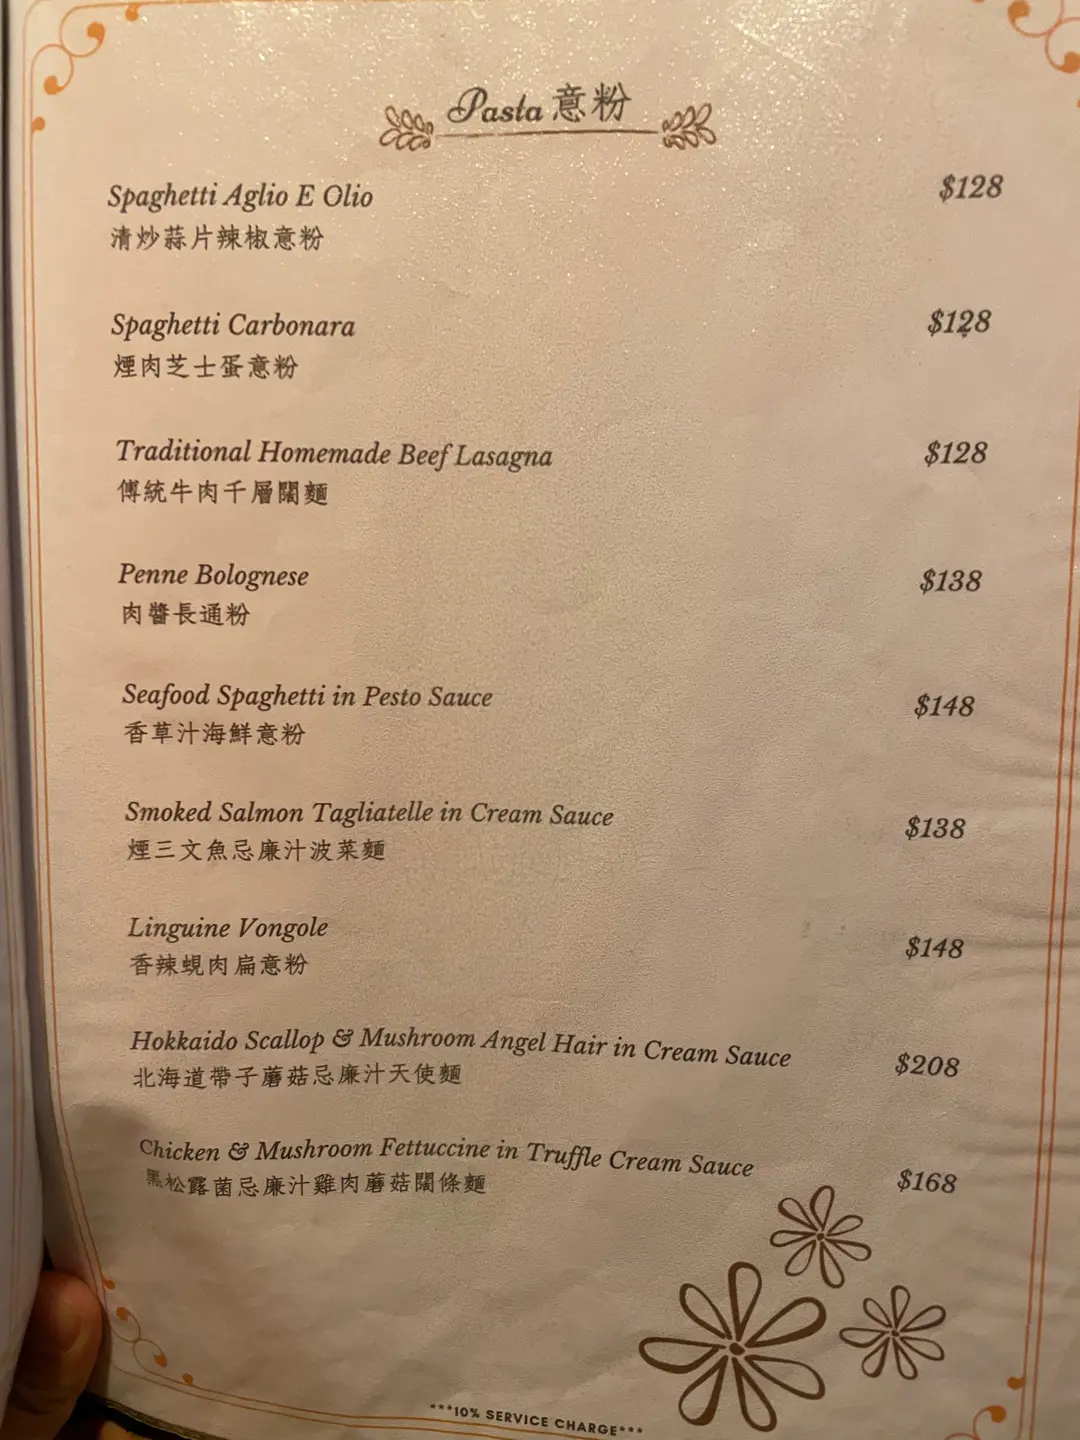 Pasta 意粉
Spaghetti Aglio E Olio $128
清炒蒜片辣椒意粉
Spaghetti Carbonara $128
煙肉芝士蛋意粉
Traditional Homemade Beef Lasagna $128
傳統牛肉千層闊麵
Penne Bolognese $138
肉醬長通粉
Seafood Spaghetti in Pesto Sauce $148
香草汁海鮮意粉
Smoked Salmon Tagliatelle in Cream Sauce $138
煙三文魚忌廉汁波菜麵
Linguine Vongole $148
香辣蜆肉扁意粉
Hokkaido Scallop & Mushroom Angel Hair in Cream Sauce $208
北海道帶子蘑菇忌廉汁天使麵
Chicken & Mushroom Fettuccine in Truffle Cream Sauce $168
黑松露菌忌廉汁雞肉蘑菇闊條麵
***10% SERVICE CHARGE***